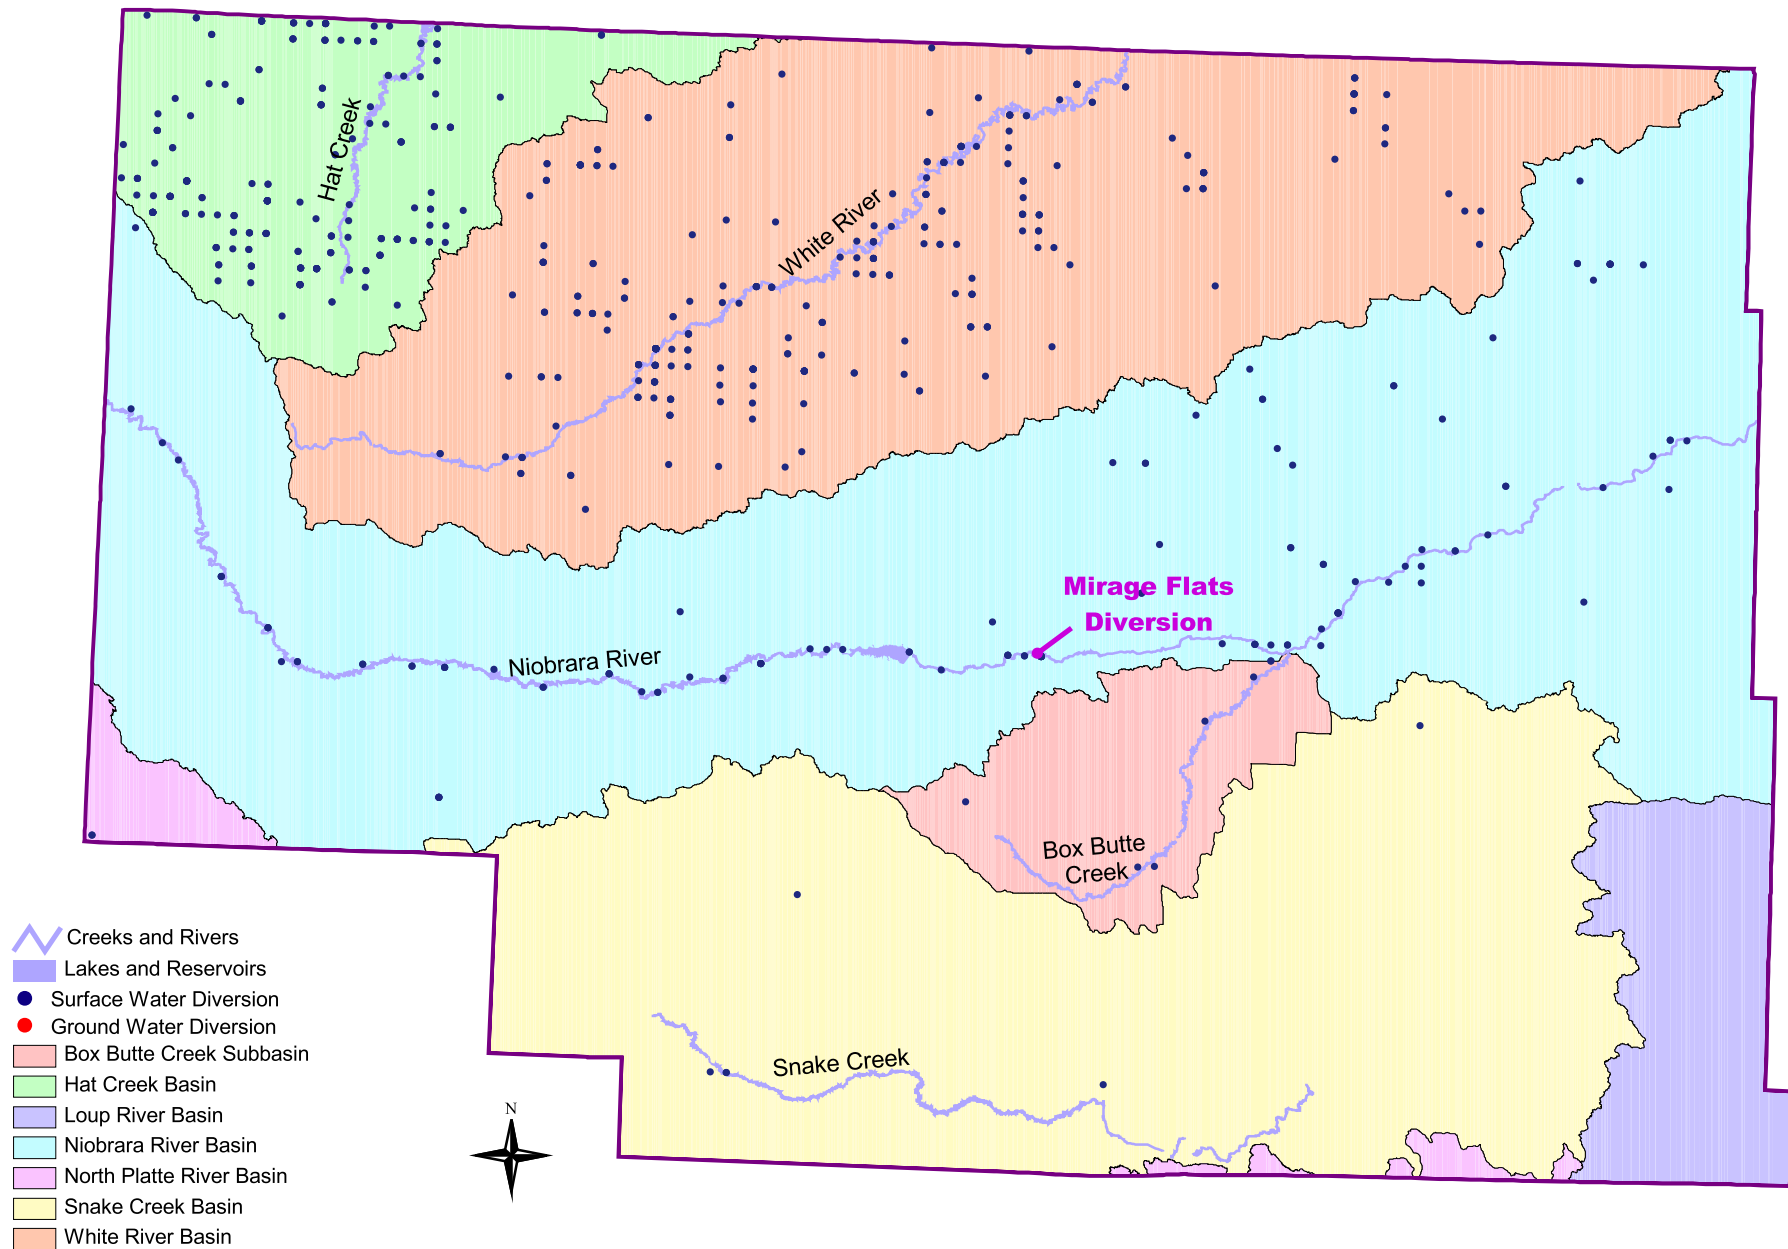 Hat Creek
White River
Mirage Flats
Diversion
Niobrara River
Box Butte
Creek
Snake Creek
N
Creeks and Rivers
Lakes and Reservoirs
Surface Water Diversion
Ground Water Diversion
Box Butte Creek Subbasin
Hat Creek Basin
Loup River Basin
Niobrara River Basin
North Platte River Basin
Snake Creek Basin
White River Basin